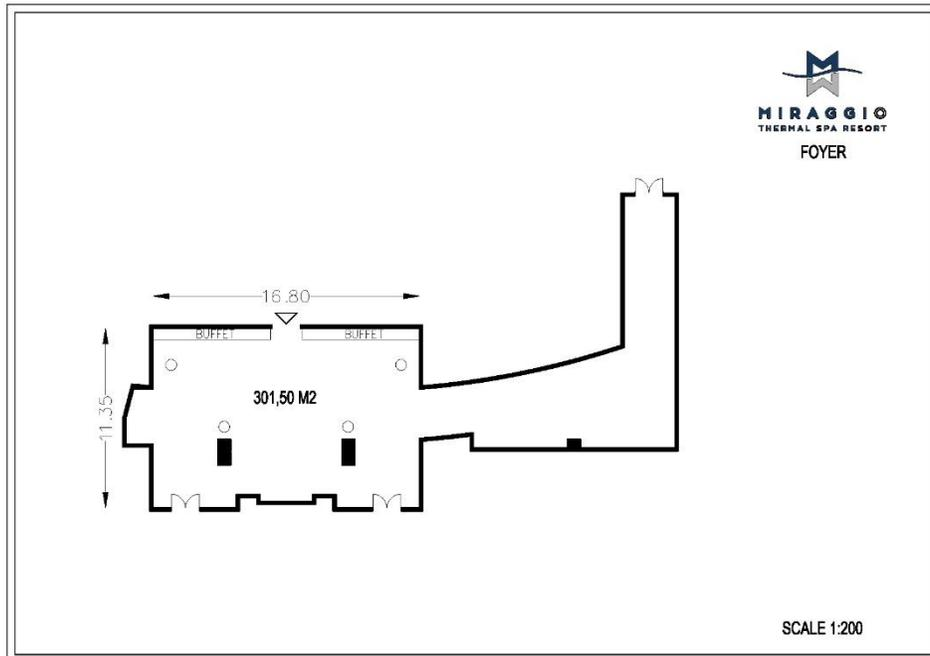 MIRAGGIO
THERMAL SPA RESORT
FOYER
16.80
BUFFET
BUFFET
11.35
301,50 M2
SCALE 1:200